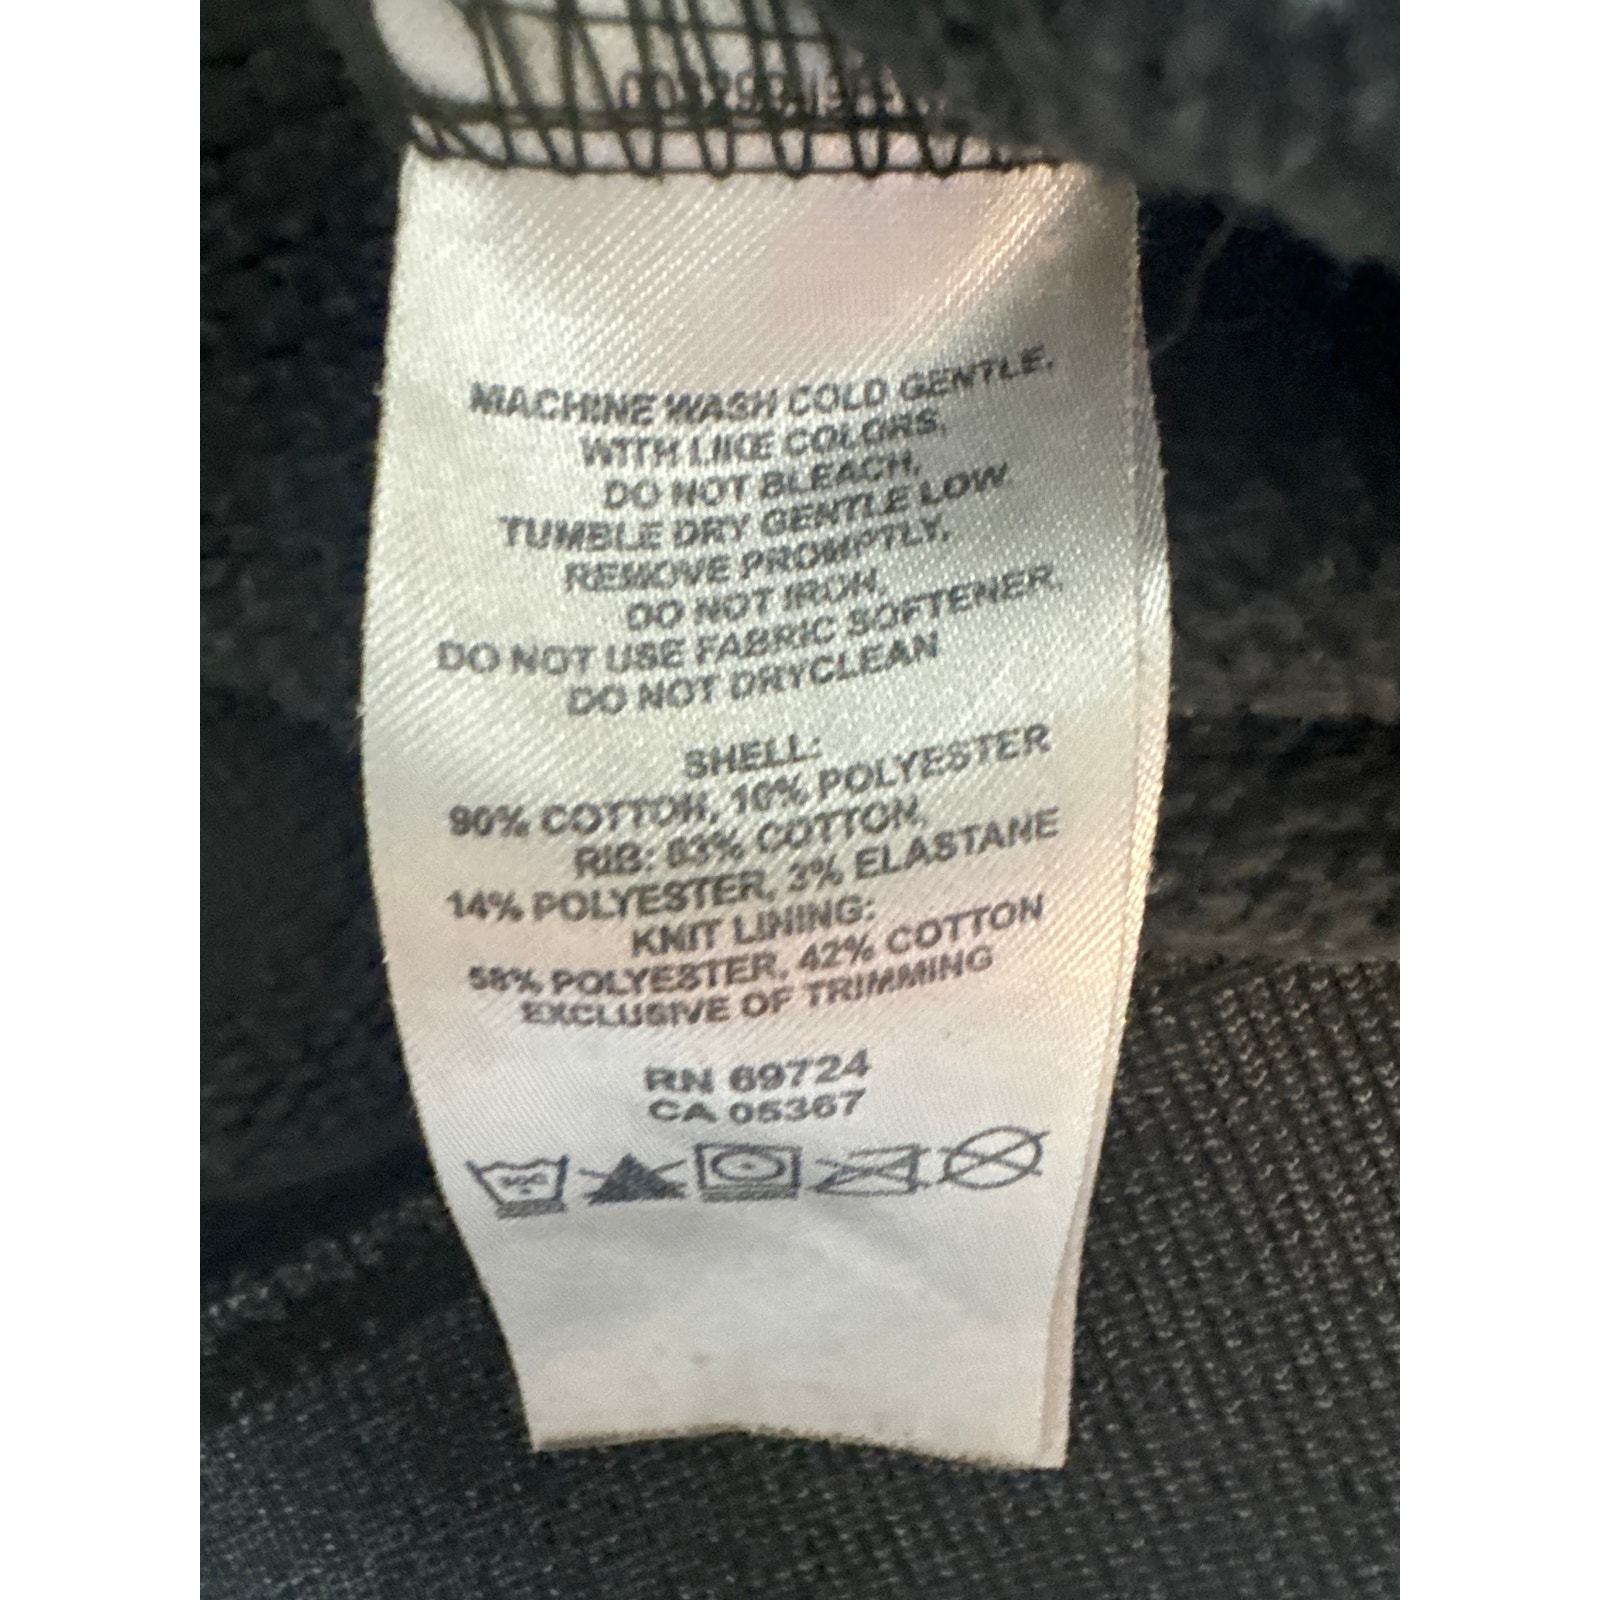 MACHINE WASH COLD GENTLE.
WITH LIKE COLORS.
DO NOT BLEACH.
TUMBLE DRY GENTLE LOW
REMOVE PROMPTLY.
DO NOT IRON.
DO NOT USE FABRIC SOFTENER.
DO NOT DRYCLEAN
SHELL:
90% COTTON, 10% POLYESTER
RIB: 83% COTTON,
14% POLYESTER, 3% ELASTANE
KNIT LINING:
58% POLYESTER, 42% COTTON
EXCLUSIVE OF TRIMMING
RN 69724
CA 05367
30C